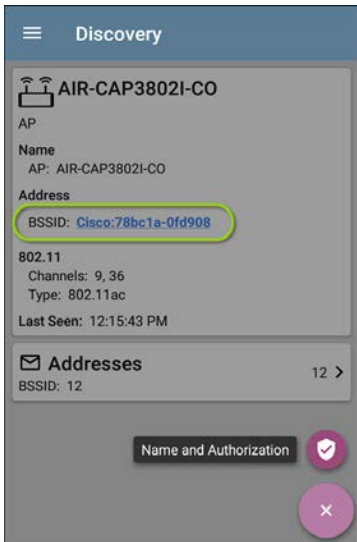 Discovery
AIR-CAP3802I-CO
AP
Name
AP: AIR-CAP3802I-CO
Address
BSSID: Cisco:78bc1a-0fd908
802.11
Channels: 9, 36
Type: 802.11ac
Last Seen: 12:15:43 PM
Addresses
12
BSSID: 12
Name and Authorization